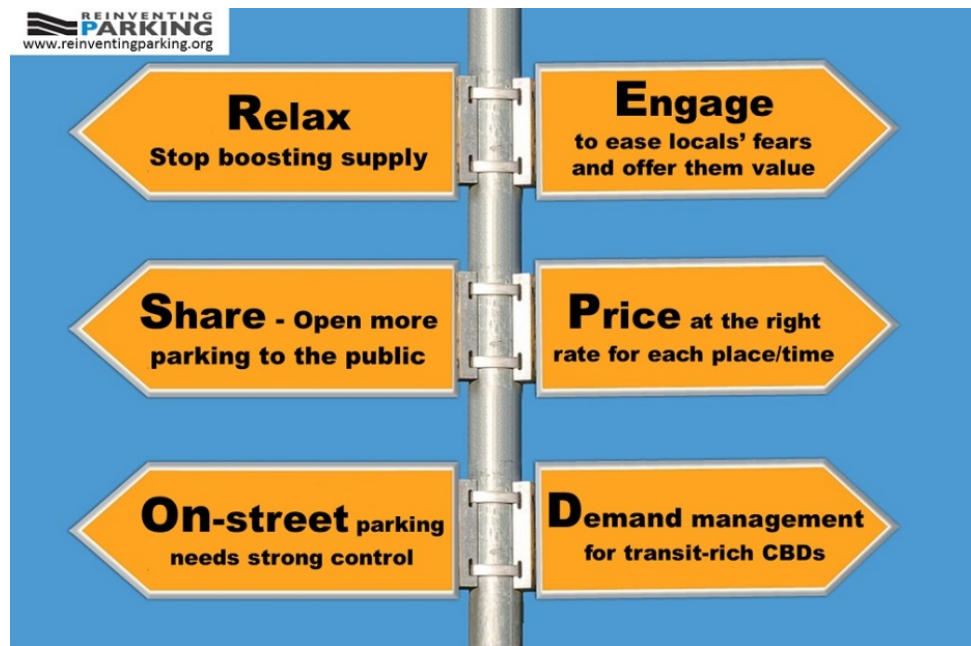 REINVENTING
PARKING
www.reinventingparking.org
Relax
Stop boosting supply
Engage
to ease locals’ fears
and offer them value
Share - Open more
parking to the public
Price at the right
rate for each place/time
On-street parking
needs strong control
Demand management
for transit-rich CBDs